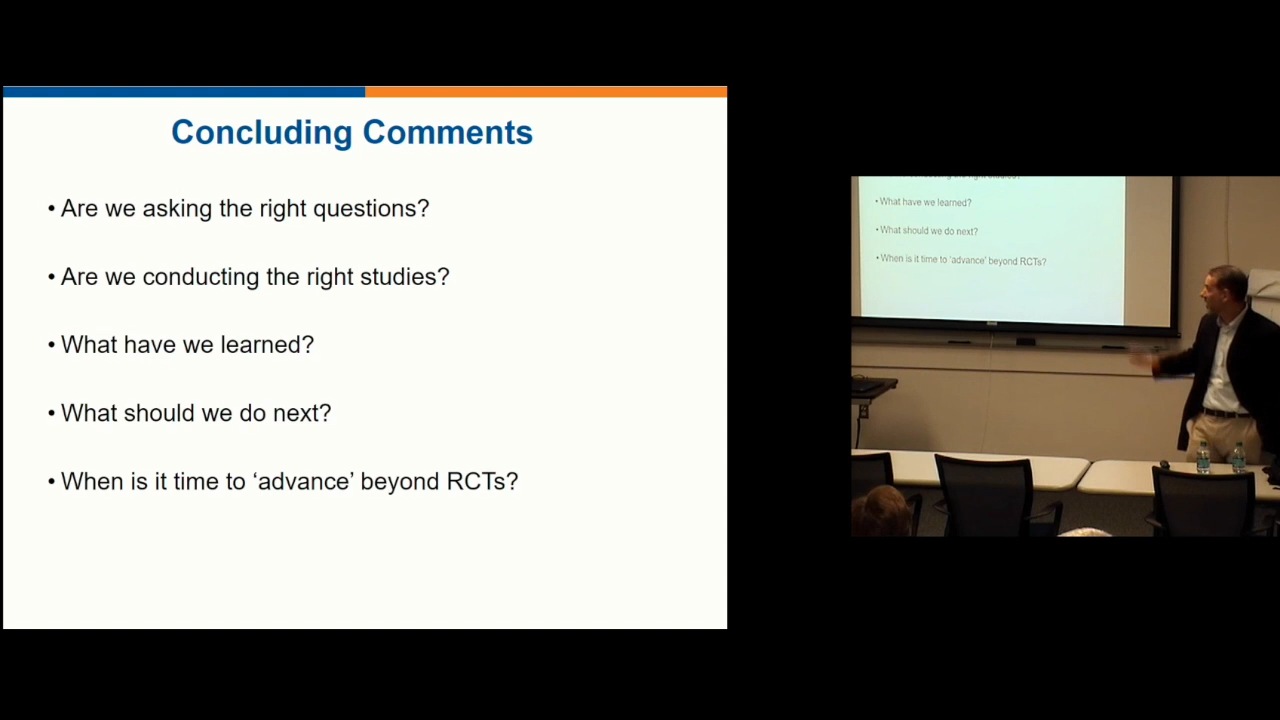 Concluding Comments
• Are we asking the right questions?
• Are we conducting the right studies?
• What have we learned?
• What should we do next?
• When is it time to ‘advance’ beyond RCTs?
• What have we learned?
• What should we do next?
• When is it time to ‘advance’ beyond RCTs?